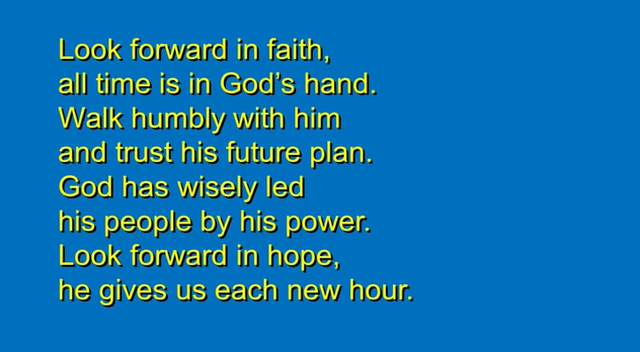 Look forward in faith,
all time is in God’s hand.
Walk humbly with him
and trust his future plan.
God has wisely led
his people by his power.
Look forward in hope,
he gives us each new hour.